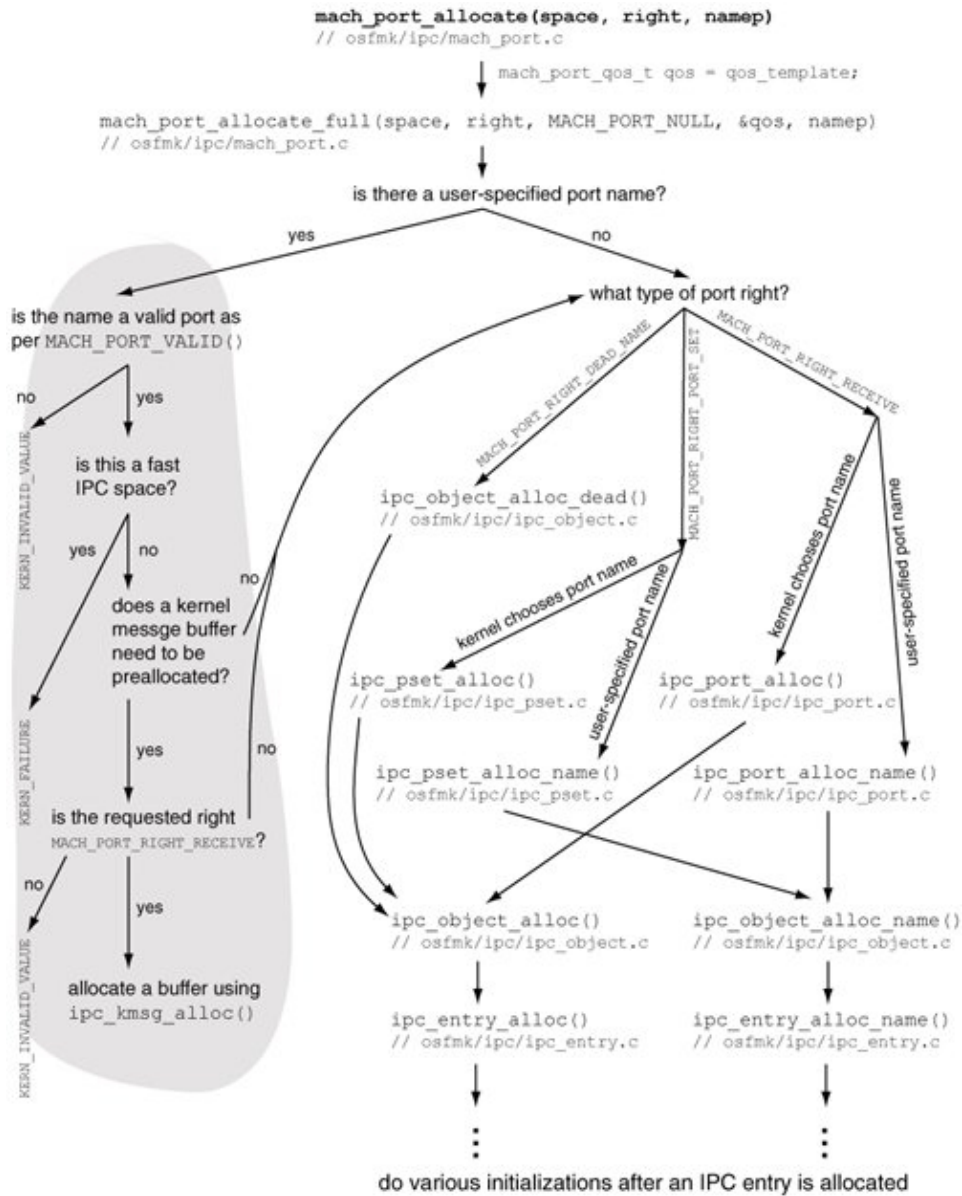 mach_port_allocate(space, right, namep)
// osfmk/ipc/mach_port.c
mach_port_qos_t qos = qos_template;
mach_port_allocate_full(space, right, MACH_PORT_NULL, &qos, namep)
// osfmk/ipc/mach_port.c
is there a user-specified port name?
yes
no
is the name a valid port as
per MACH_PORT_VALID()
no
yes
KERN_INVALID_VALUE
is this a fast
IPC space?
yes
no
KERN_FAILURE
does a kernel
messge buffer
need to be
preallocated?
no
yes
no
is the requested right
MACH_PORT_RIGHT_RECEIVE?
no
yes
KERN_INVALID_VALUE
allocate a buffer using
ipc_kmsg_alloc()
what type of port right?
MACH_PORT_RIGHT_DEAD_NAME
MACH_PORT_RIGHT_PORT_SET
MACH_PORT_RIGHT_RECEIVE
ipc_object_alloc_dead()
// osfmk/ipc/ipc_object.c
kernel chooses port name
user-specified port name
kernel chooses port name
user-specified port name
ipc_pset_alloc()
// osfmk/ipc/ipc_pset.c
ipc_port_alloc()
// osfmk/ipc/ipc_port.c
ipc_pset_alloc_name()
// osfmk/ipc/ipc_pset.c
ipc_port_alloc_name()
// osfmk/ipc/ipc_port.c
ipc_object_alloc()
// osfmk/ipc/ipc_object.c
ipc_object_alloc_name()
// osfmk/ipc/ipc_object.c
ipc_entry_alloc()
// osfmk/ipc/ipc_entry.c
ipc_entry_alloc_name()
// osfmk/ipc/ipc_entry.c
do various initializations after an IPC entry is allocated